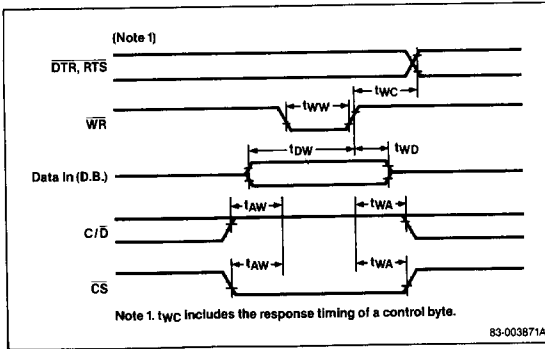 (Note 1)
DTR, RTS
tWC
tWW
WR
tDW
tWD
Data In (D.B.)
tAW
tWA
C/D̅
tAW
tWA
CS
Note 1. tWC includes the response timing of a control byte.
83-003871A